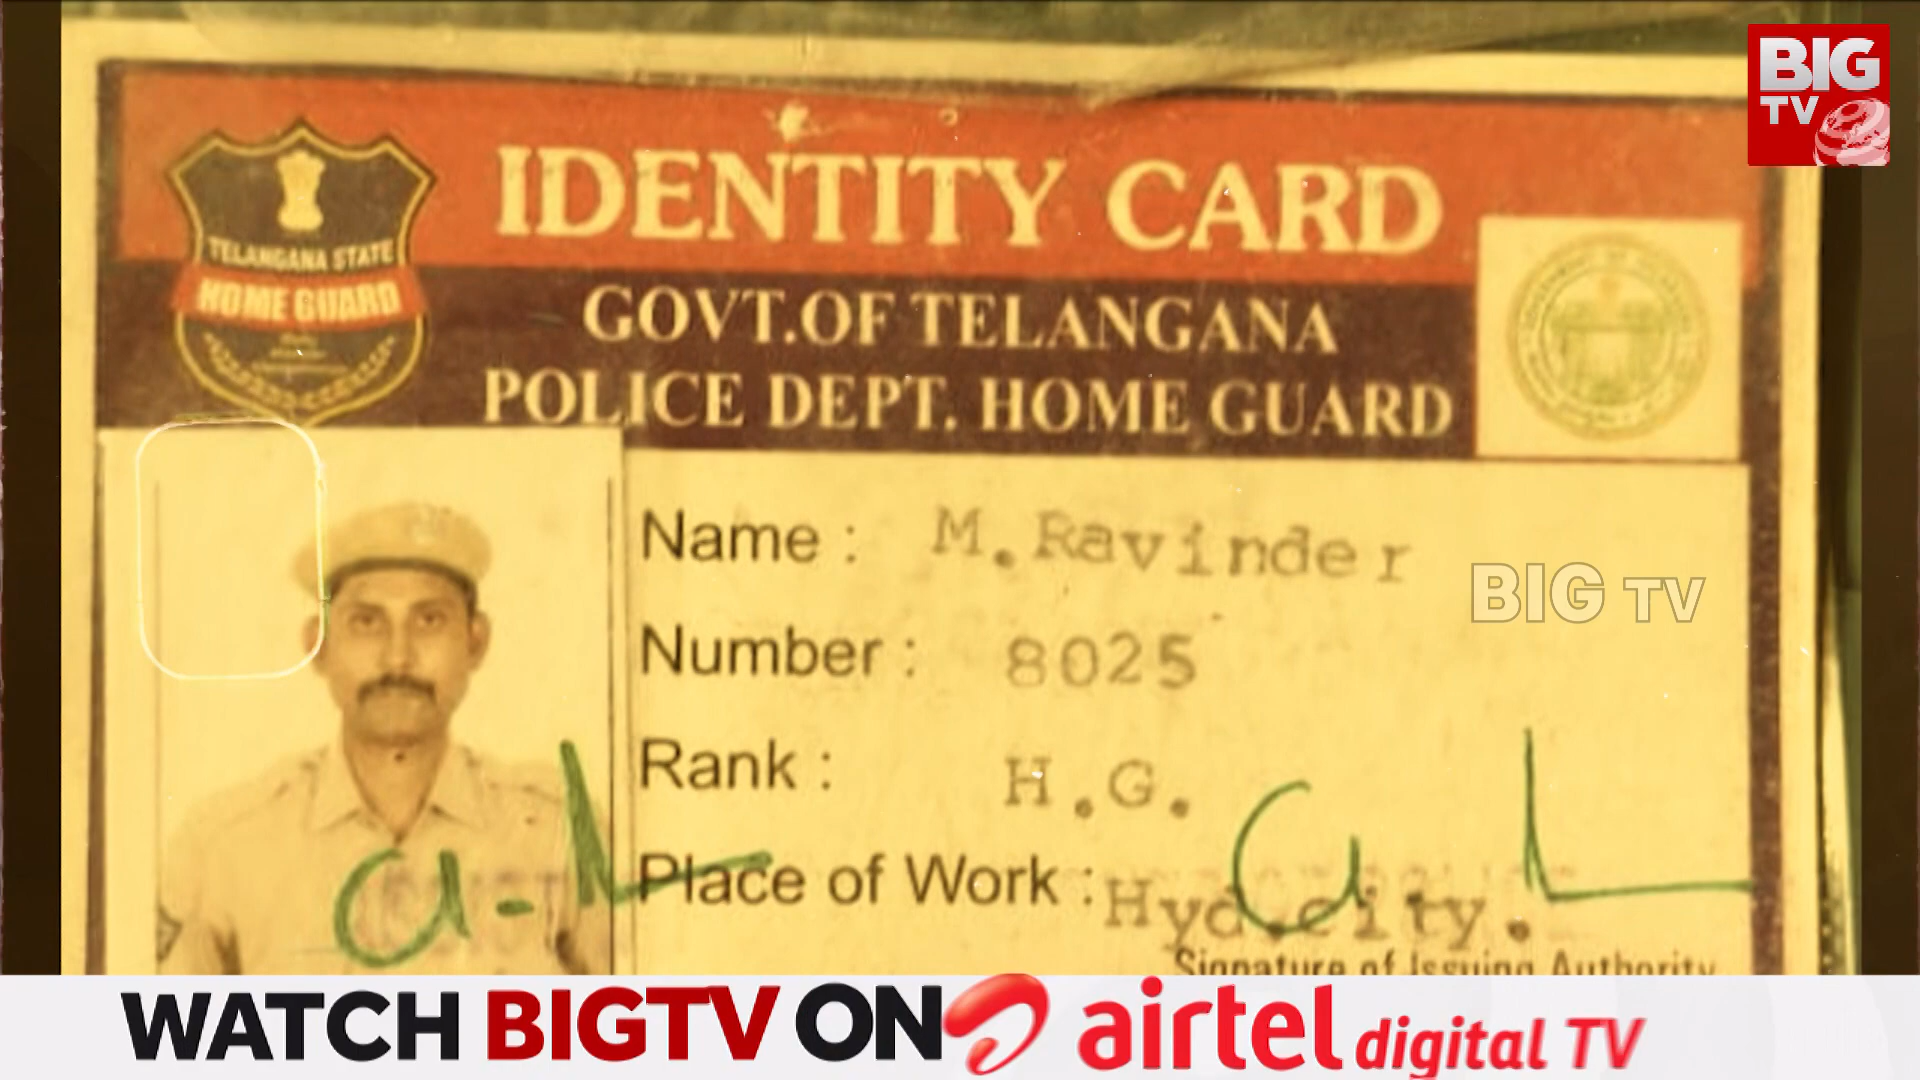 BIG
TV
IDENTITY CARD
TELANGANA STATE
HOME GUARD
GOVT.OF TELANGANA
POLICE DEPT. HOME GUARD
Name : M.Ravinder
BIG TV
Number : 8025
Rank : H.G.
Place of Work : Hyd.city.
Signature of Issuing Authority
WATCH BIGTV ON airtel digital TV